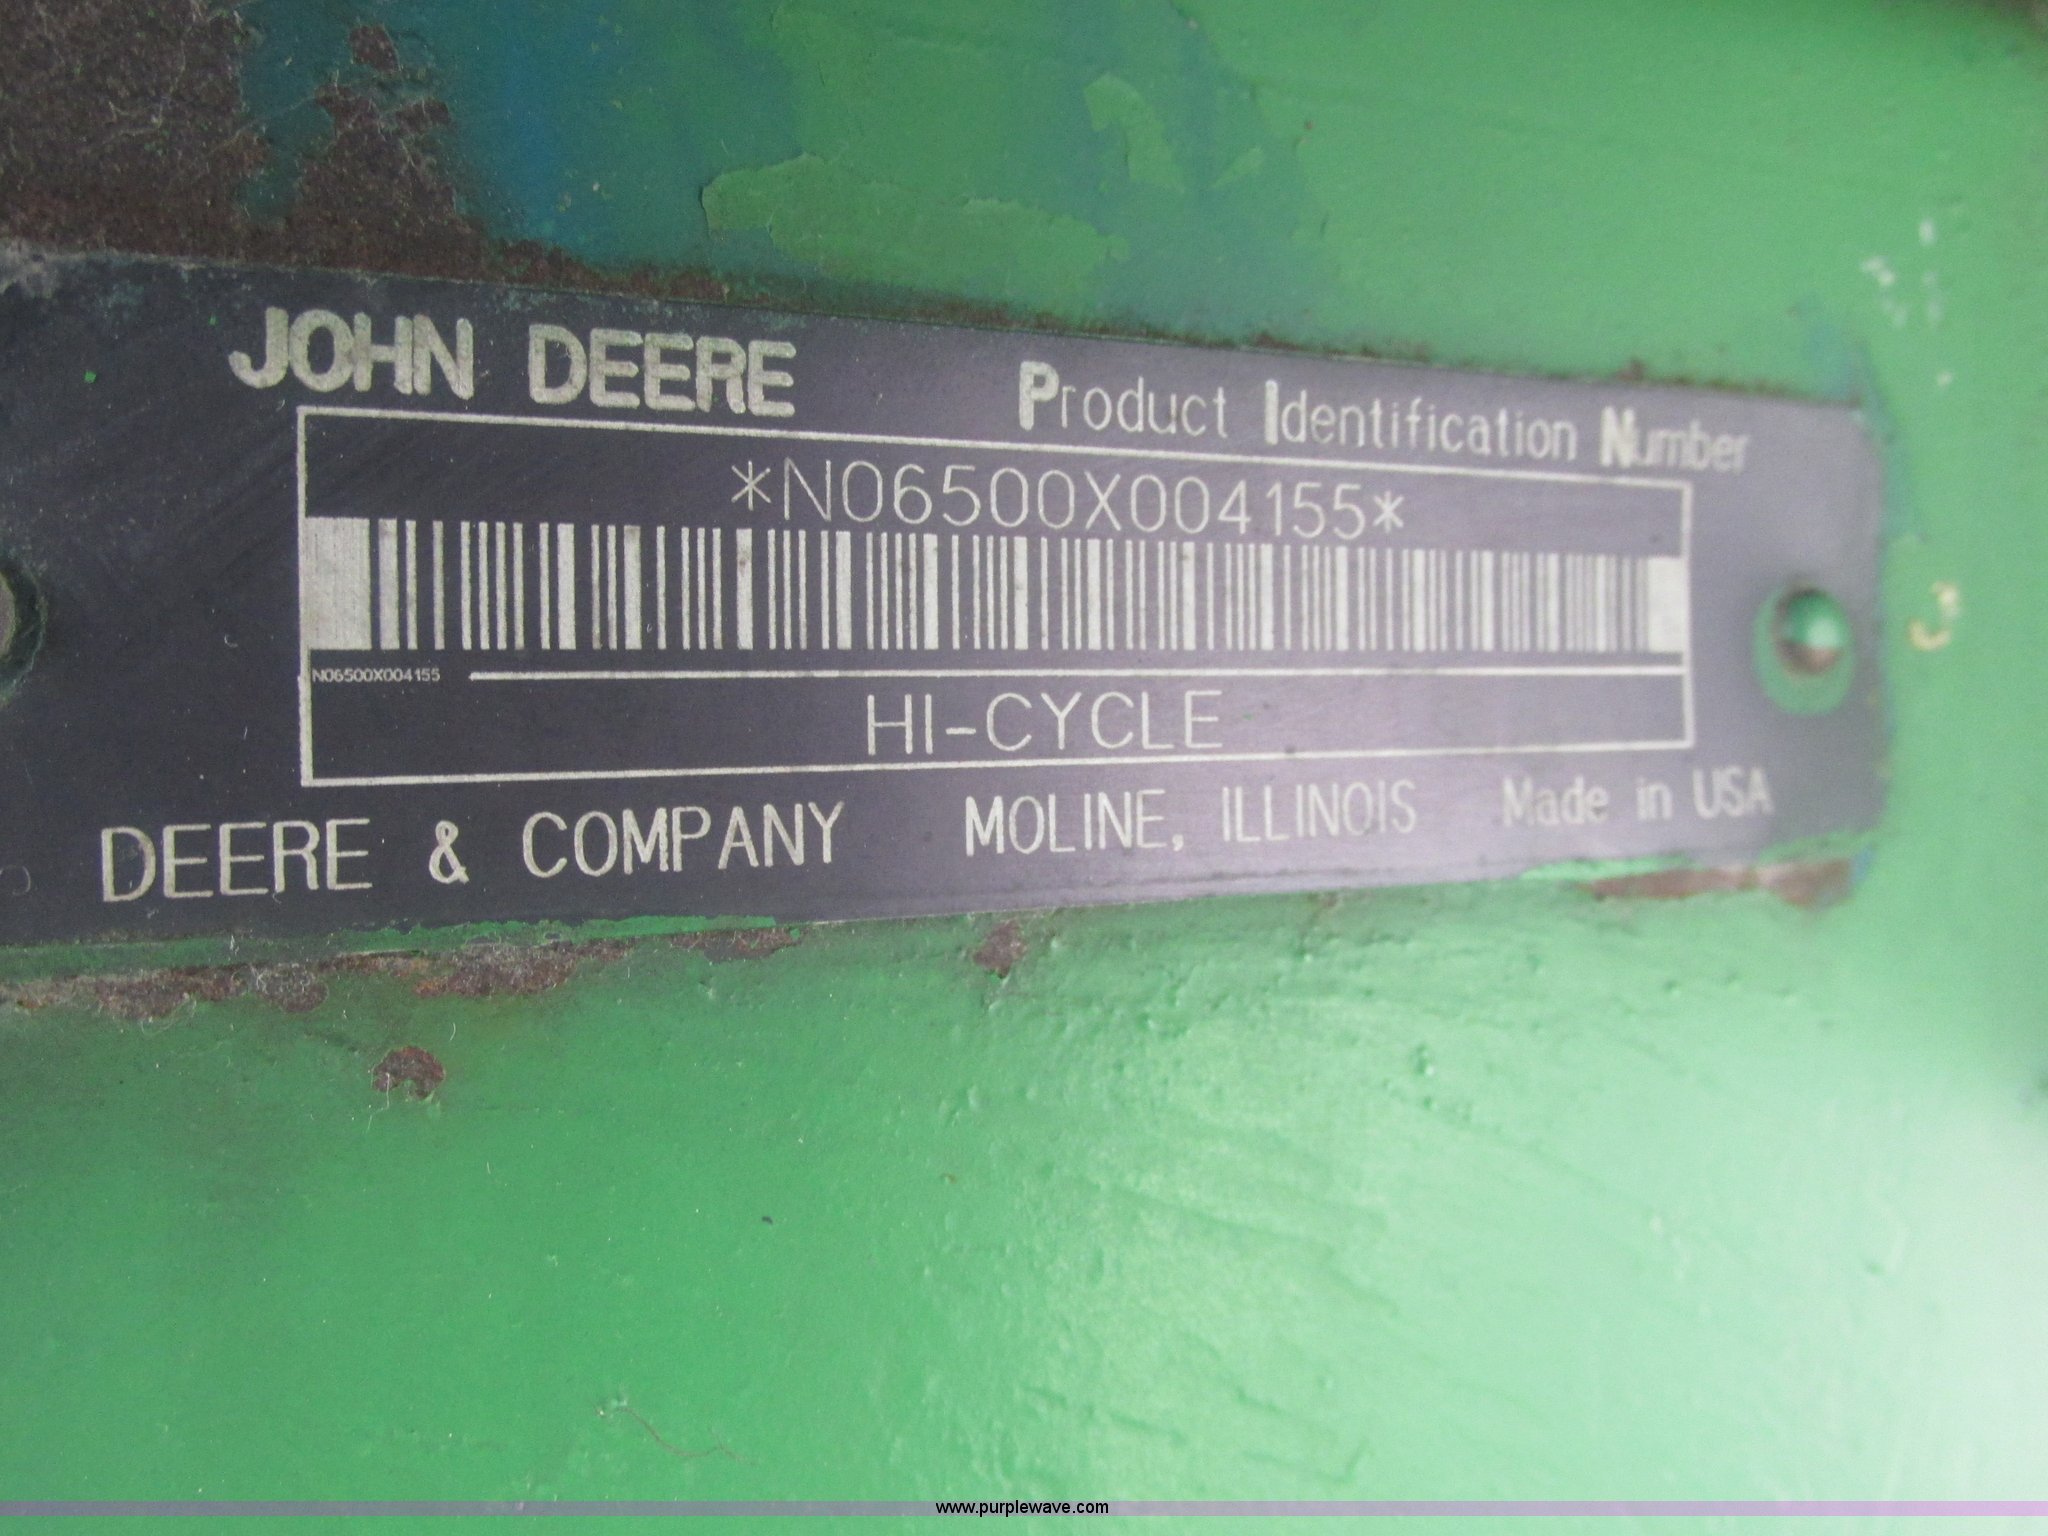 JOHN DEERE Product Identification Number
*N06500X004155*
N06500X004155
HI-CYCLE
DEERE & COMPANY MOLINE, ILLINOIS Made in USA
www.purplewave.com